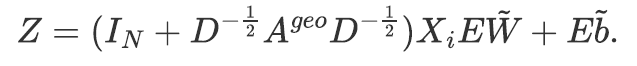 Z = (I_N + D^{-\frac{1}{2}} A^{geo} D^{-\frac{1}{2}}) X_i E \tilde{W} + E \tilde{b}.